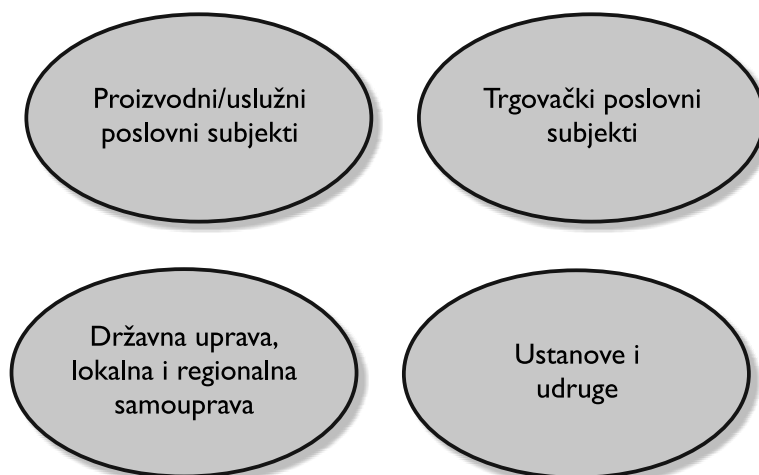 Proizvodni/uslužni
poslovni subjekti
Trgovački poslovni
subjekti
Državna uprava,
lokalna i regionalna
samouprava
Ustanove i
udruge